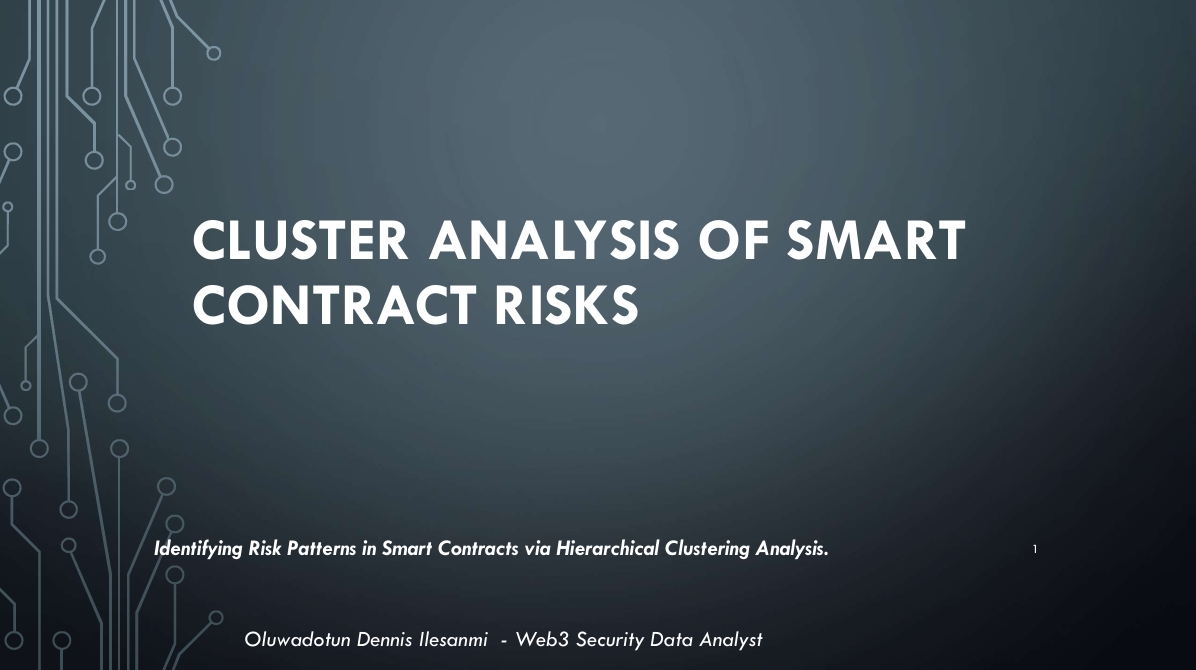 CLUSTER ANALYSIS OF SMART
CONTRACT RISKS
Identifying Risk Patterns in Smart Contracts via Hierarchical Clustering Analysis.
1
Oluwadotun Dennis Ilesanmi - Web3 Security Data Analyst